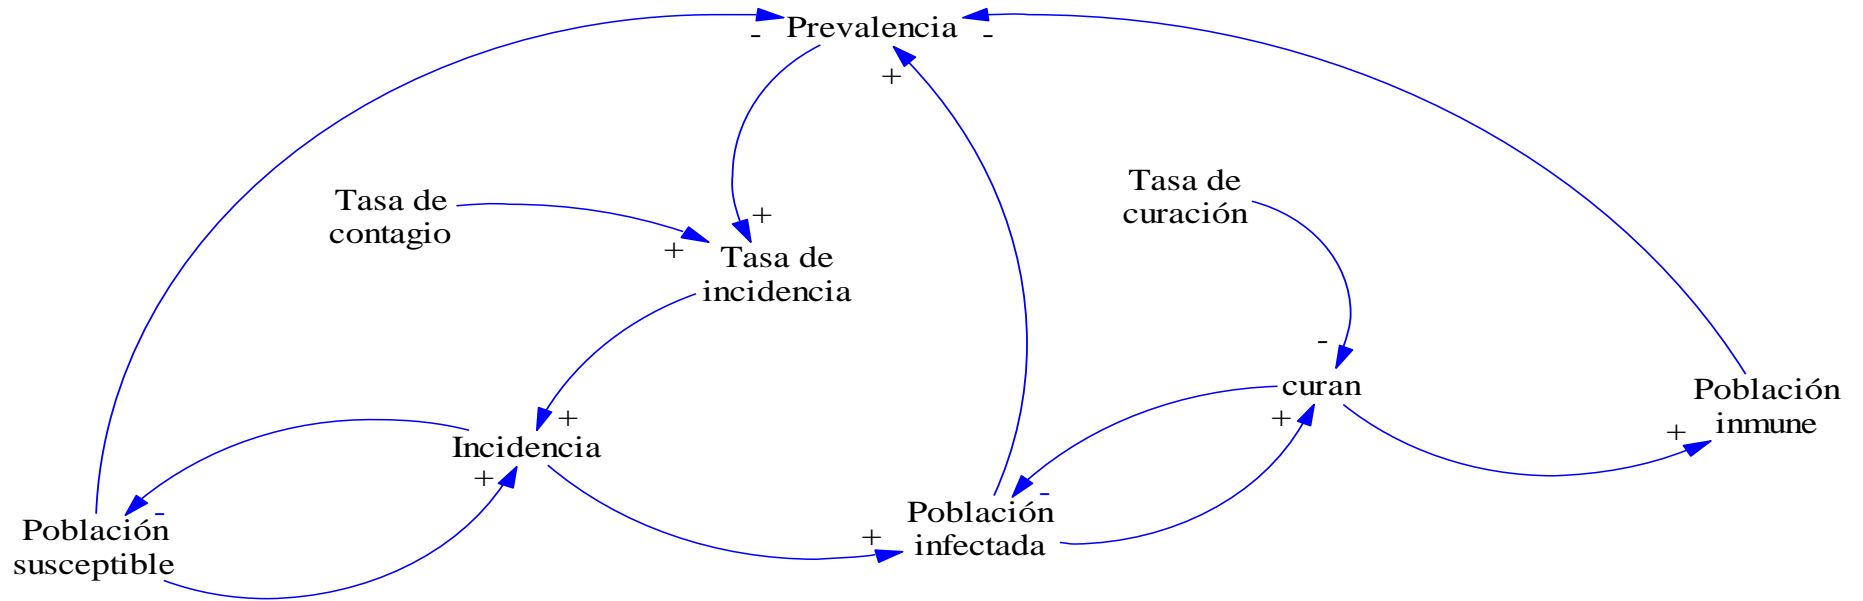 Prevalencia
-
-
+
Tasa de
curación
Tasa de
contagio
+
+
Tasa de
incidencia
-
curan
+
Población
inmune
+
+
Incidencia
+
-
Población
susceptible
-
Población
infectada
+